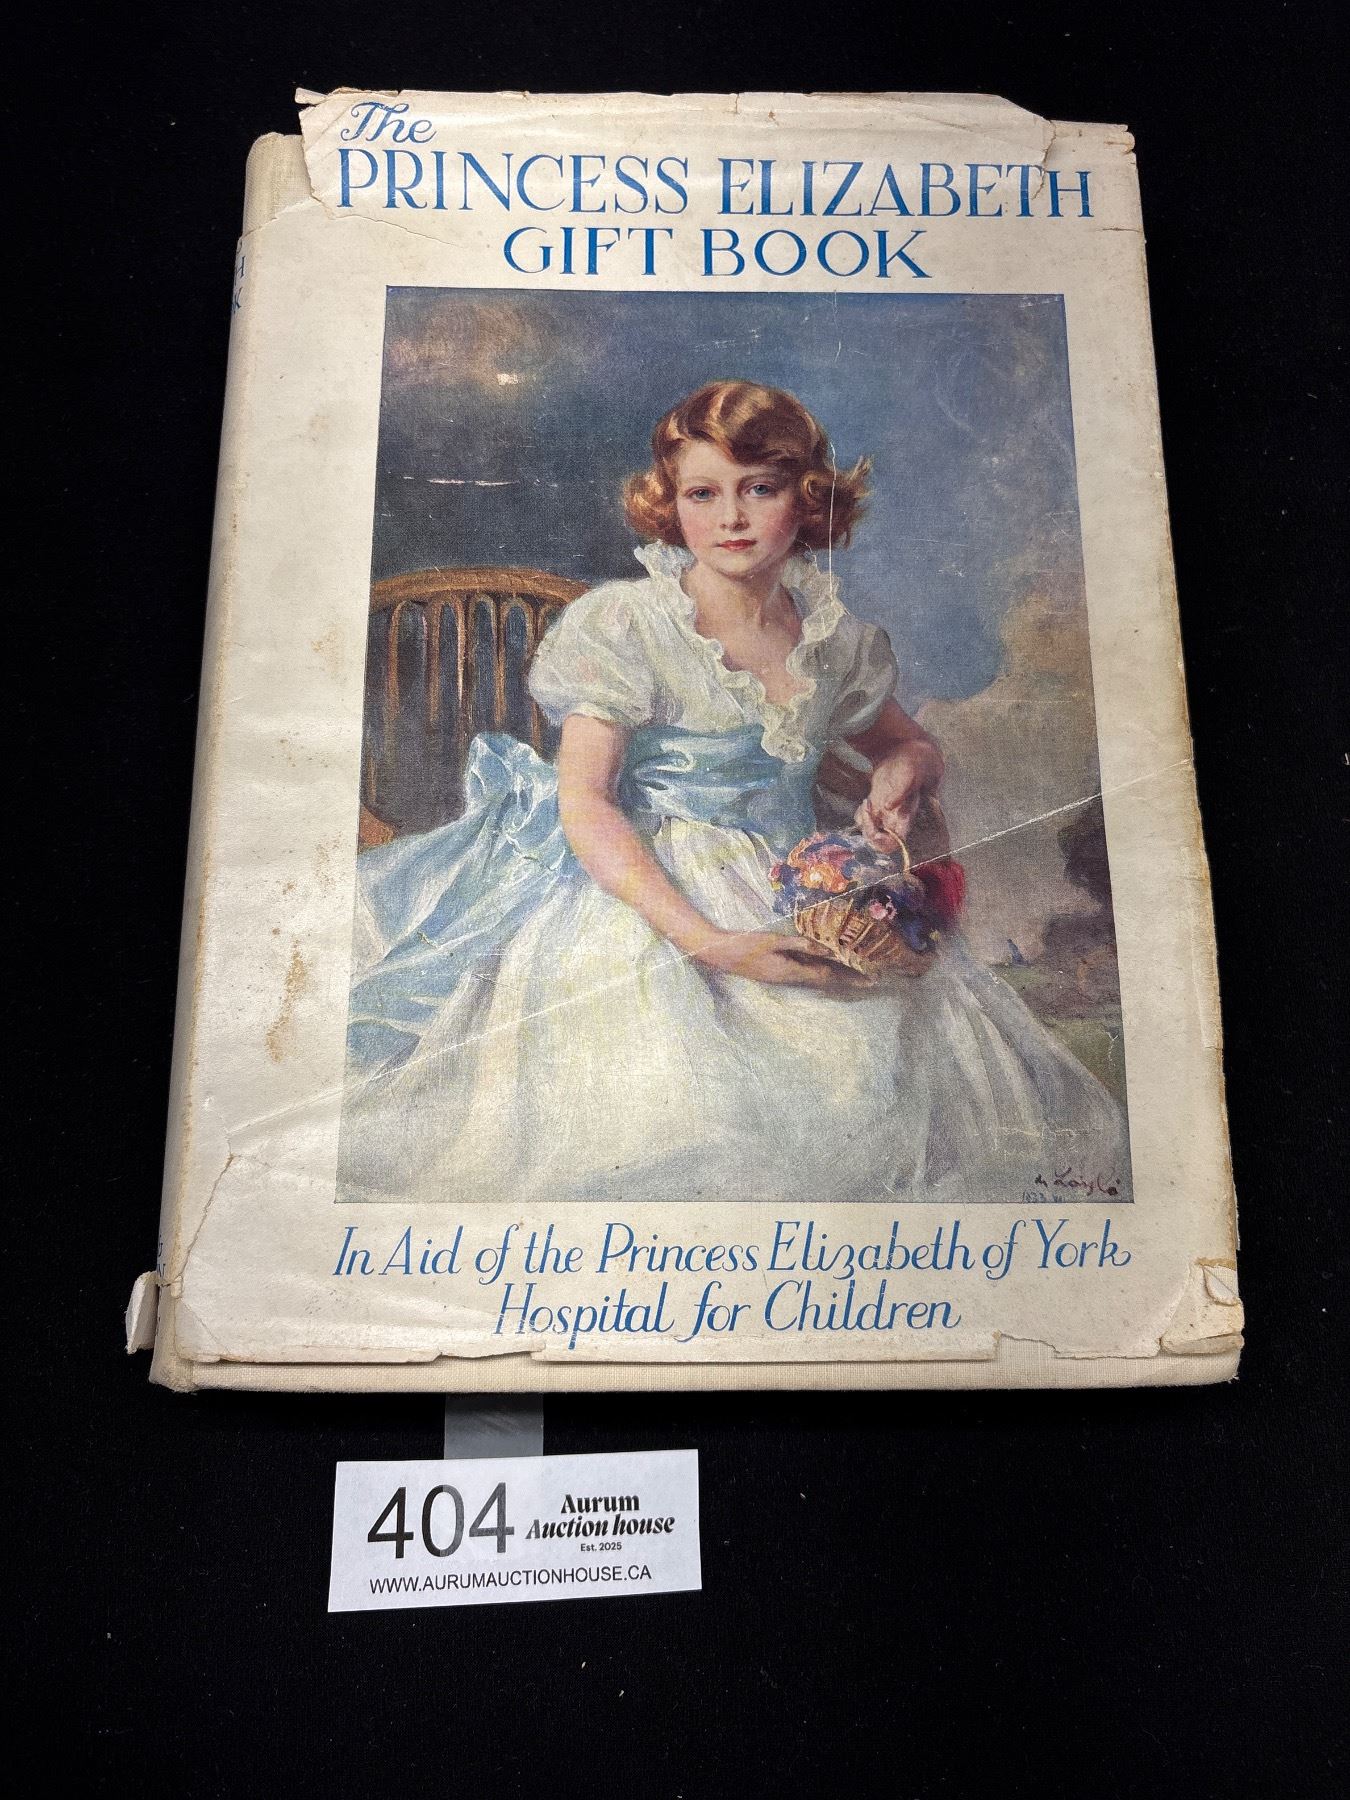 The
PRINCESS ELIZABETH
GIFT BOOK
1933
In Aid of the Princess Elizabeth of York
Hospital for Children
404
Aurum
Auction house
Est. 2025
WWW.AURUMAUCTIONHOUSE.CA